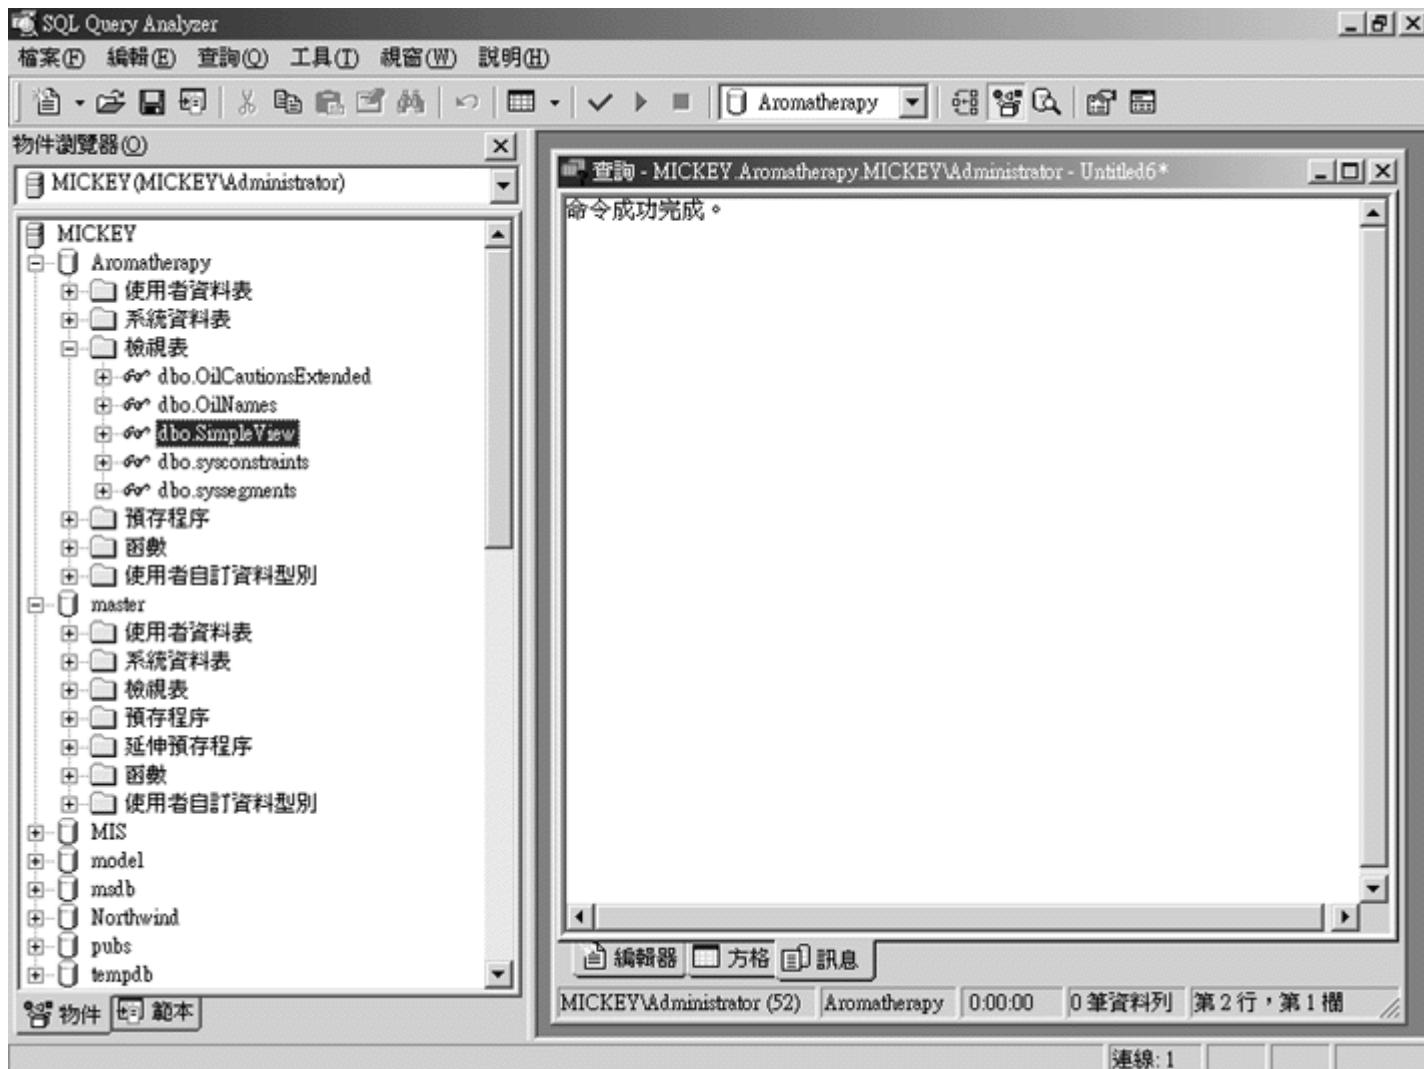 SQL Query Analyzer
檔案(F) 編輯(E) 查詢(Q) 工具(T) 視窗(W) 說明(H)
Aromatherapy
物件瀏覽器(O)
MICKEY(MICKEY\Administrator)
MICKEY
Aromatherapy
使用者資料表
系統資料表
檢視表
dbo.OilCautionsExtended
dbo.OilNames
dbo.SimpleView
dbo.sysconstraints
dbo.syssegments
預存程序
函數
使用者自訂資料型別
master
使用者資料表
系統資料表
檢視表
預存程序
延伸預存程序
函數
使用者自訂資料型別
MIS
model
msdb
Northwind
pubs
tempdb
物件 範本
查詢 - MICKEY.Aromatherapy.MICKEY\Administrator - Untitled6*
命令成功完成。
編輯器 方格 訊息
MICKEY\Administrator (52) Aromatherapy 0:00:00 0 筆資料列 第 2 行,第 1 欄
連線: 1